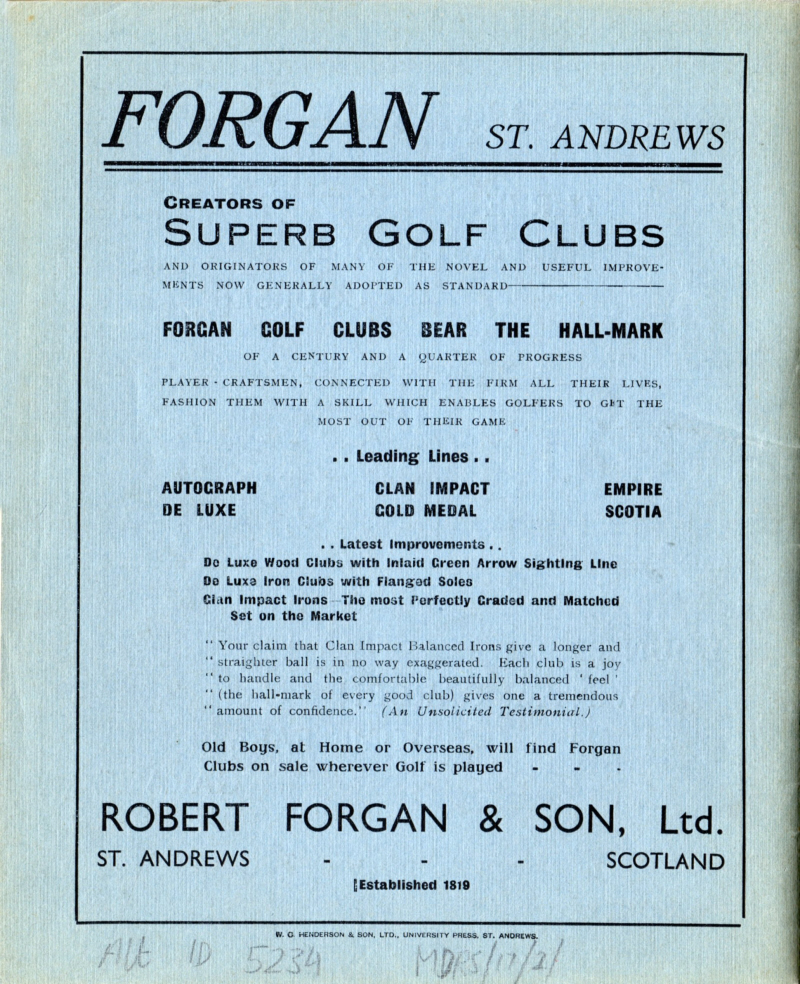 FORGAN ST. ANDREWS
CREATORS OF
SUPERB GOLF CLUBS
AND ORIGINATORS OF MANY OF THE NOVEL AND USEFUL IMPROVE-
MENTS NOW GENERALLY ADOPTED AS STANDARD
FORGAN GOLF CLUBS BEAR THE HALL-MARK
OF A CENTURY AND A QUARTER OF PROGRESS
PLAYER - CRAFTSMEN, CONNECTED WITH THE FIRM ALL THEIR LIVES,
FASHION THEM WITH A SKILL WHICH ENABLES GOLFERS TO GET THE
MOST OUT OF THEIR GAME
. . Leading Lines . .
AUTOGRAPH CLAN IMPACT EMPIRE
DE LUXE GOLD MEDAL SCOTIA
. . Latest Improvements . .
De Luxe Wood Clubs with Inlaid Green Arrow Sighting Line
De Luxe Iron Clubs with Flanged Soles
Clan Impact Irons—The most Perfectly Graded and Matched
Set on the Market
" Your claim that Clan Impact Balanced Irons give a longer and
" straighter ball is in no way exaggerated. Each club is a joy
" to handle and the comfortable beautifully balanced ' feel '
" (the hall-mark of every good club) gives one a tremendous
" amount of confidence." (An Unsolicited Testimonial.)
Old Boys, at Home or Overseas, will find Forgan
Clubs on sale wherever Golf is played - - -
ROBERT FORGAN & SON, Ltd.
ST. ANDREWS - - - SCOTLAND
Established 1819
W. C. HENDERSON & SON, LTD., UNIVERSITY PRESS, ST. ANDREWS.
Alt ID 5234